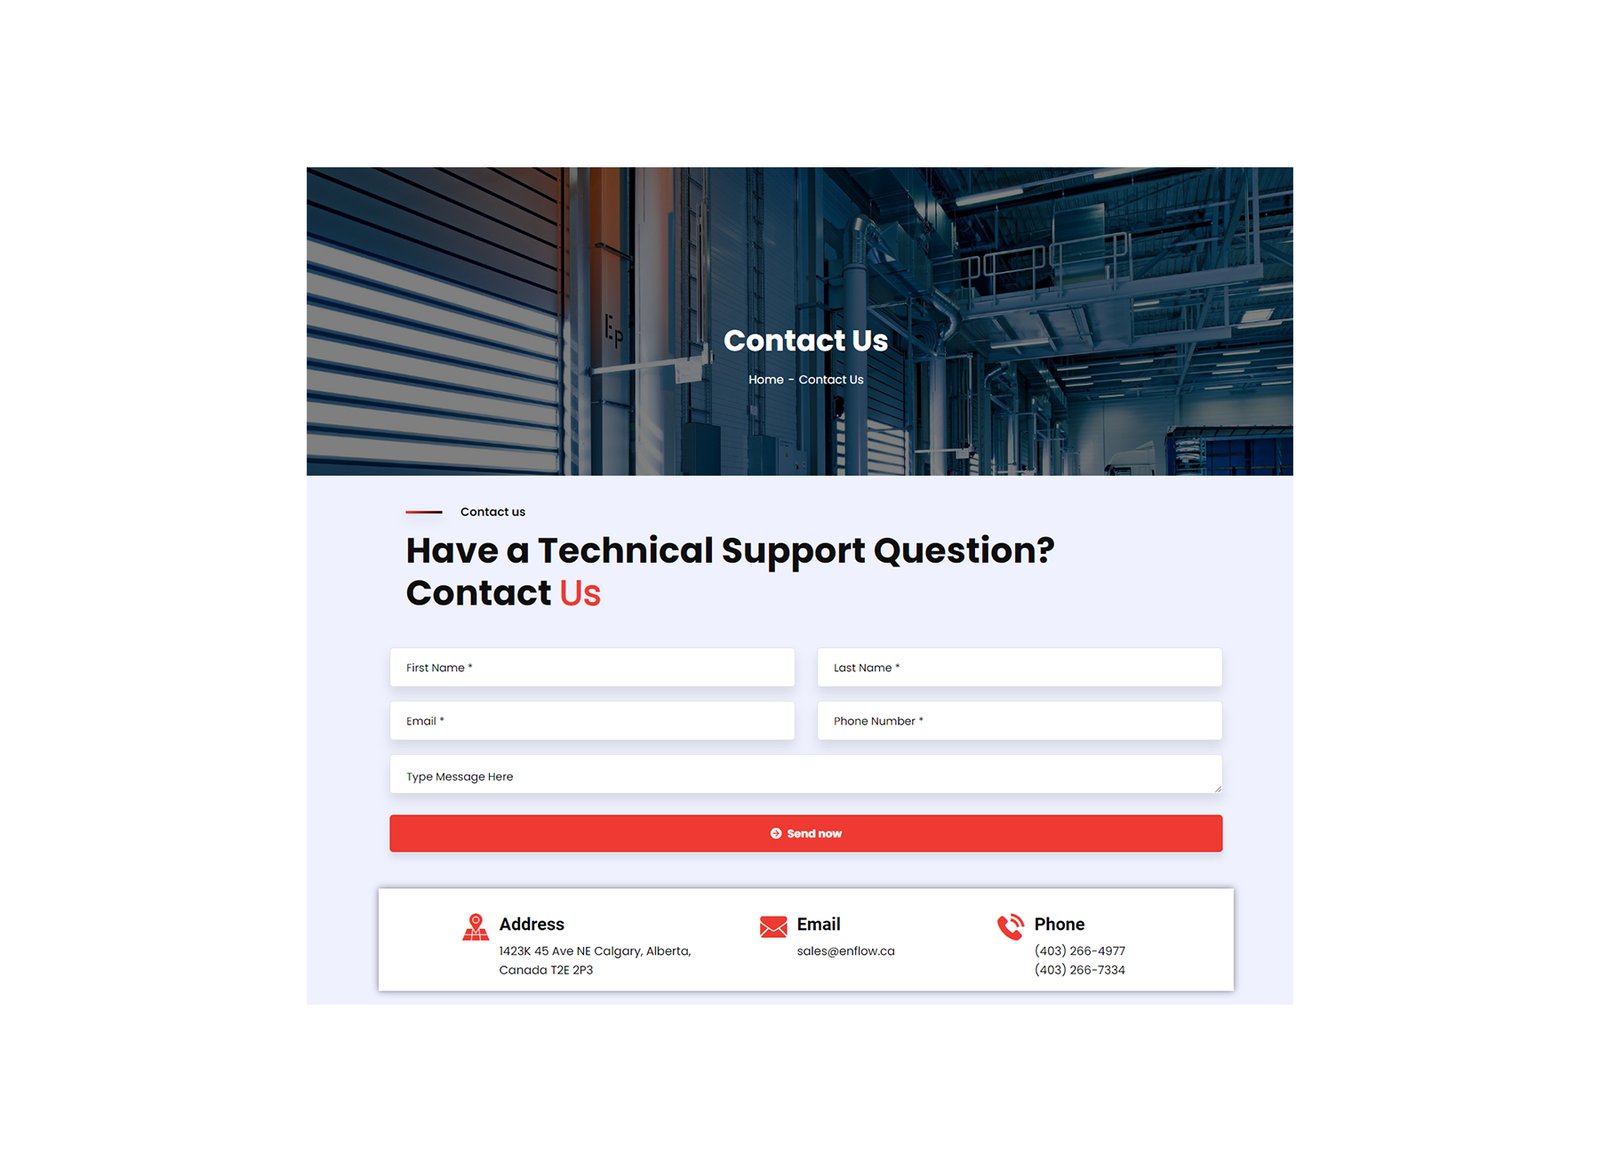 Ep
Contact Us
Home - Contact Us
Contact us
Have a Technical Support Question?
Contact Us
First Name *
Last Name *
Email *
Phone Number *
Type Message Here
Send now
Address
1423K 45 Ave NE Calgary, Alberta,
Canada T2E 2P3
Email
sales@enflow.ca
Phone
(403) 266-4977
(403) 266-7334